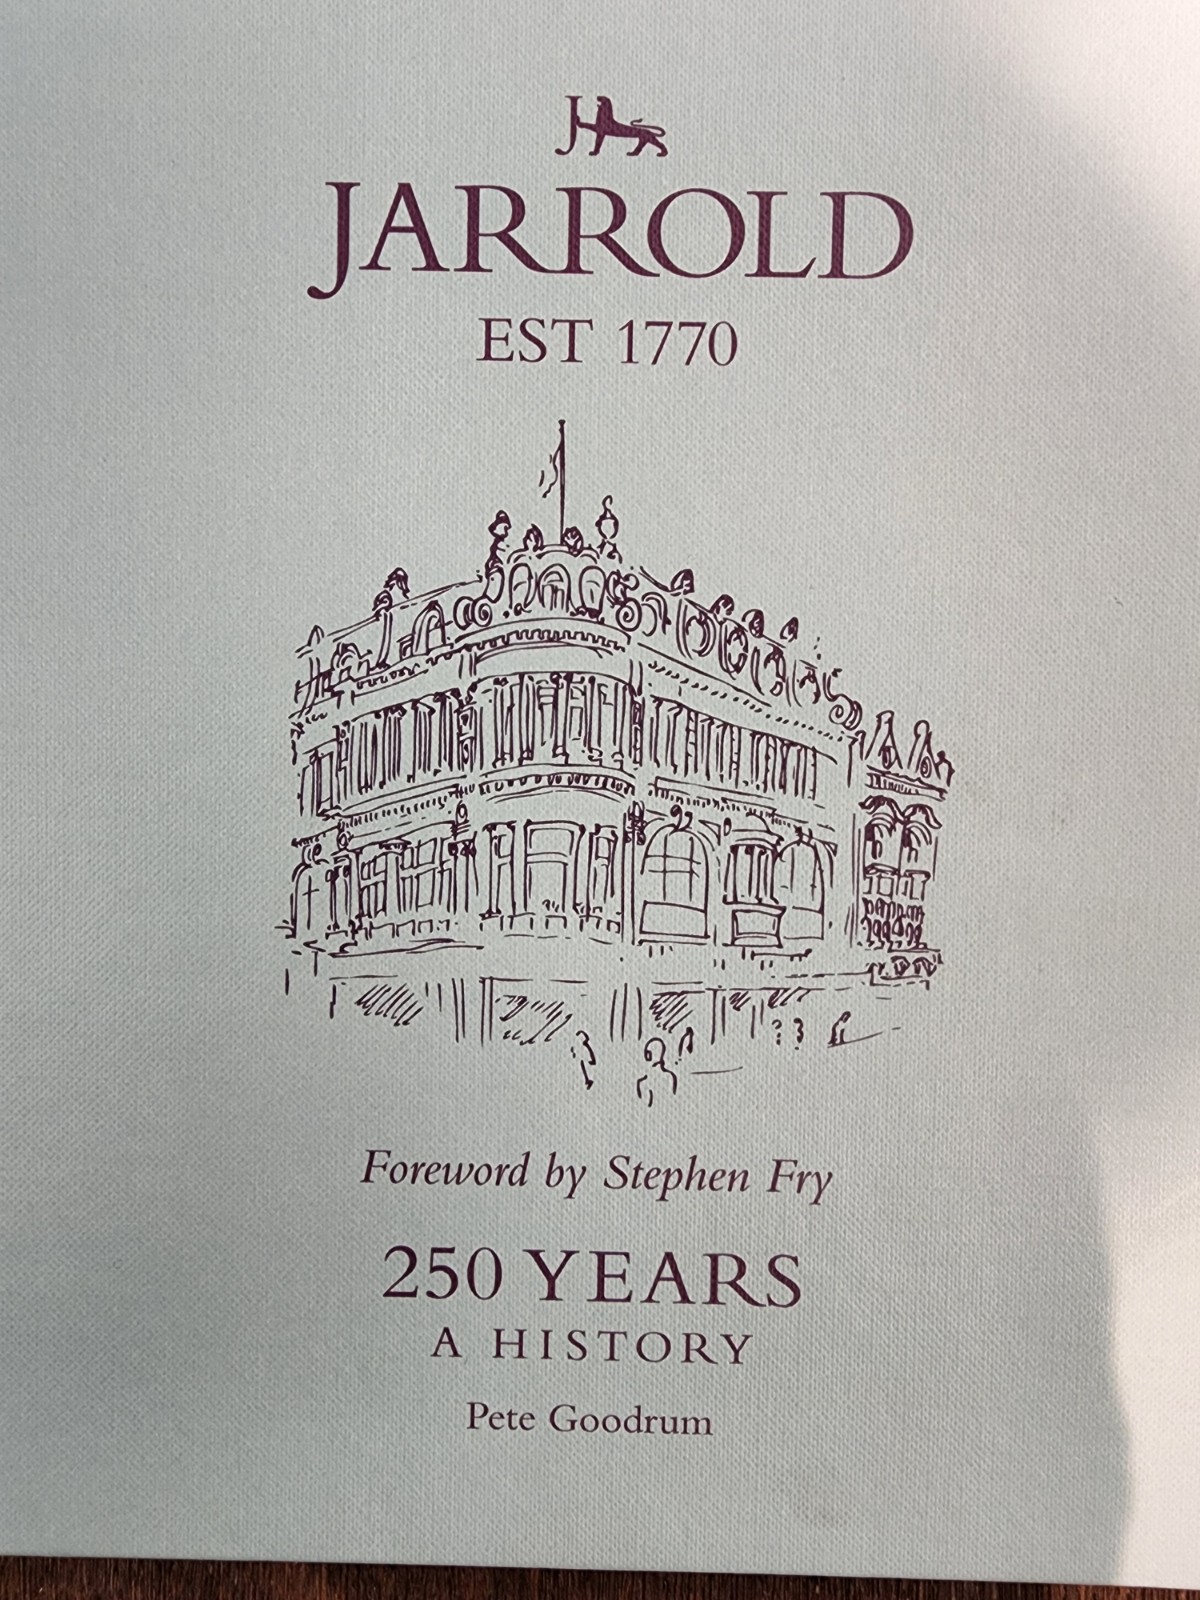 J
JARROLD
EST 1770
Foreword by Stephen Fry
250 YEARS
A HISTORY
Pete Goodrum